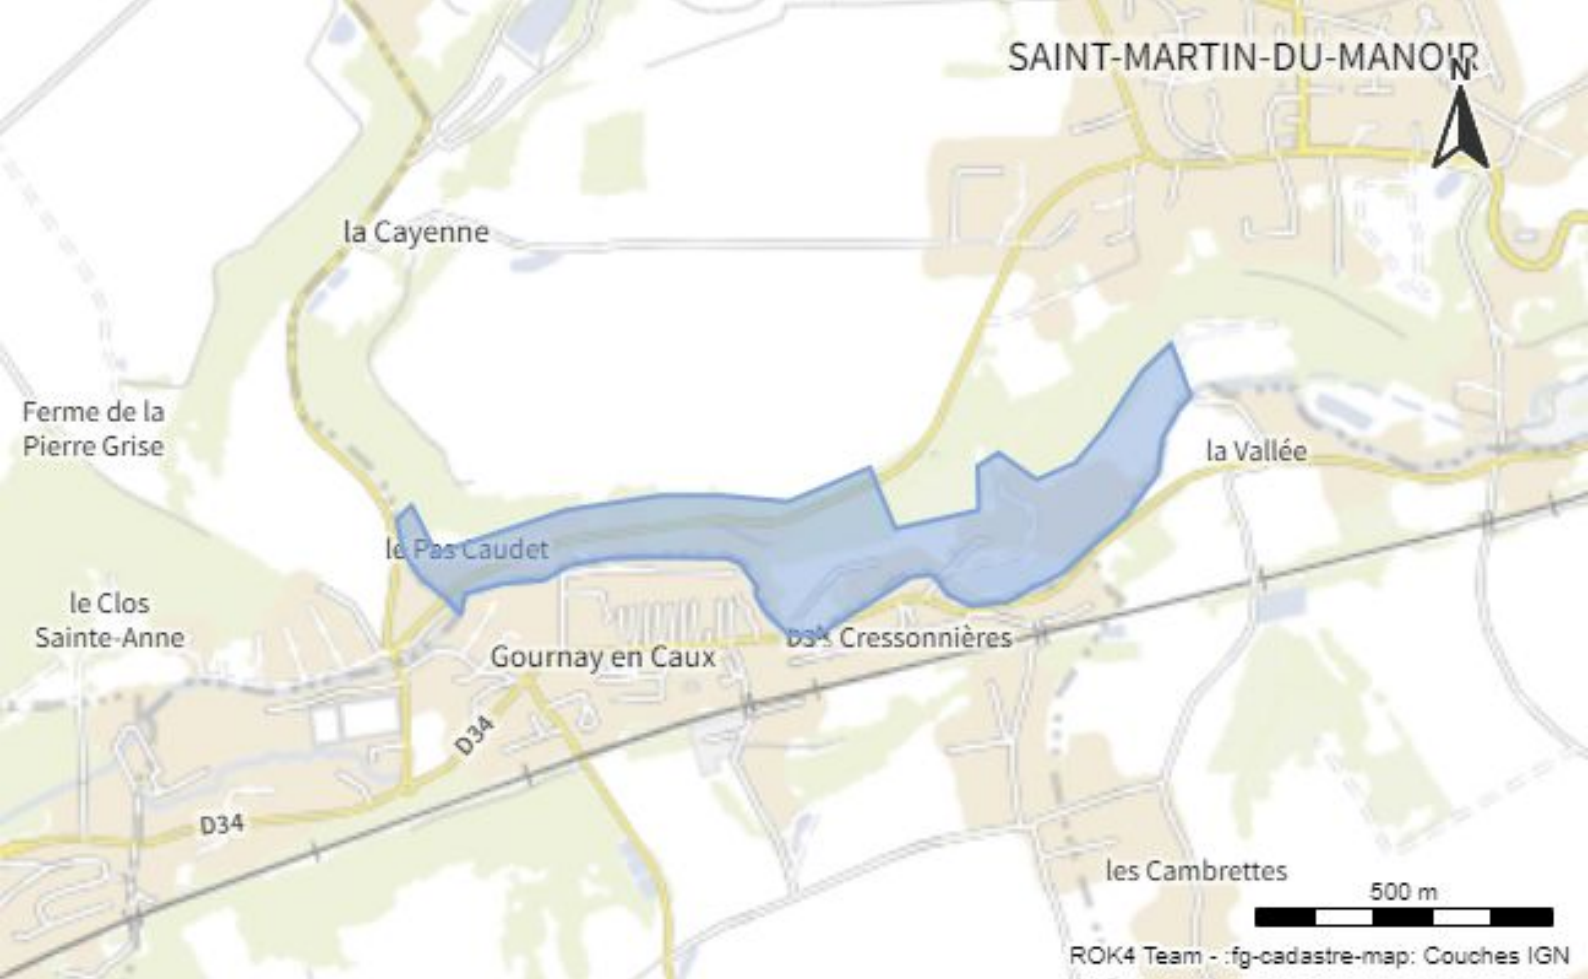 SAINT-MARTIN-DU-MANOIR
N
la Cayenne
Ferme de la
Pierre Grise
la Vallée
le Pas Caudet
le Clos
Sainte-Anne
D34 Cressonnières
Gournay en Caux
D34
D34
les Cambrettes
500 m
ROK4 Team - :fg-cadastre-map: Couches IGN